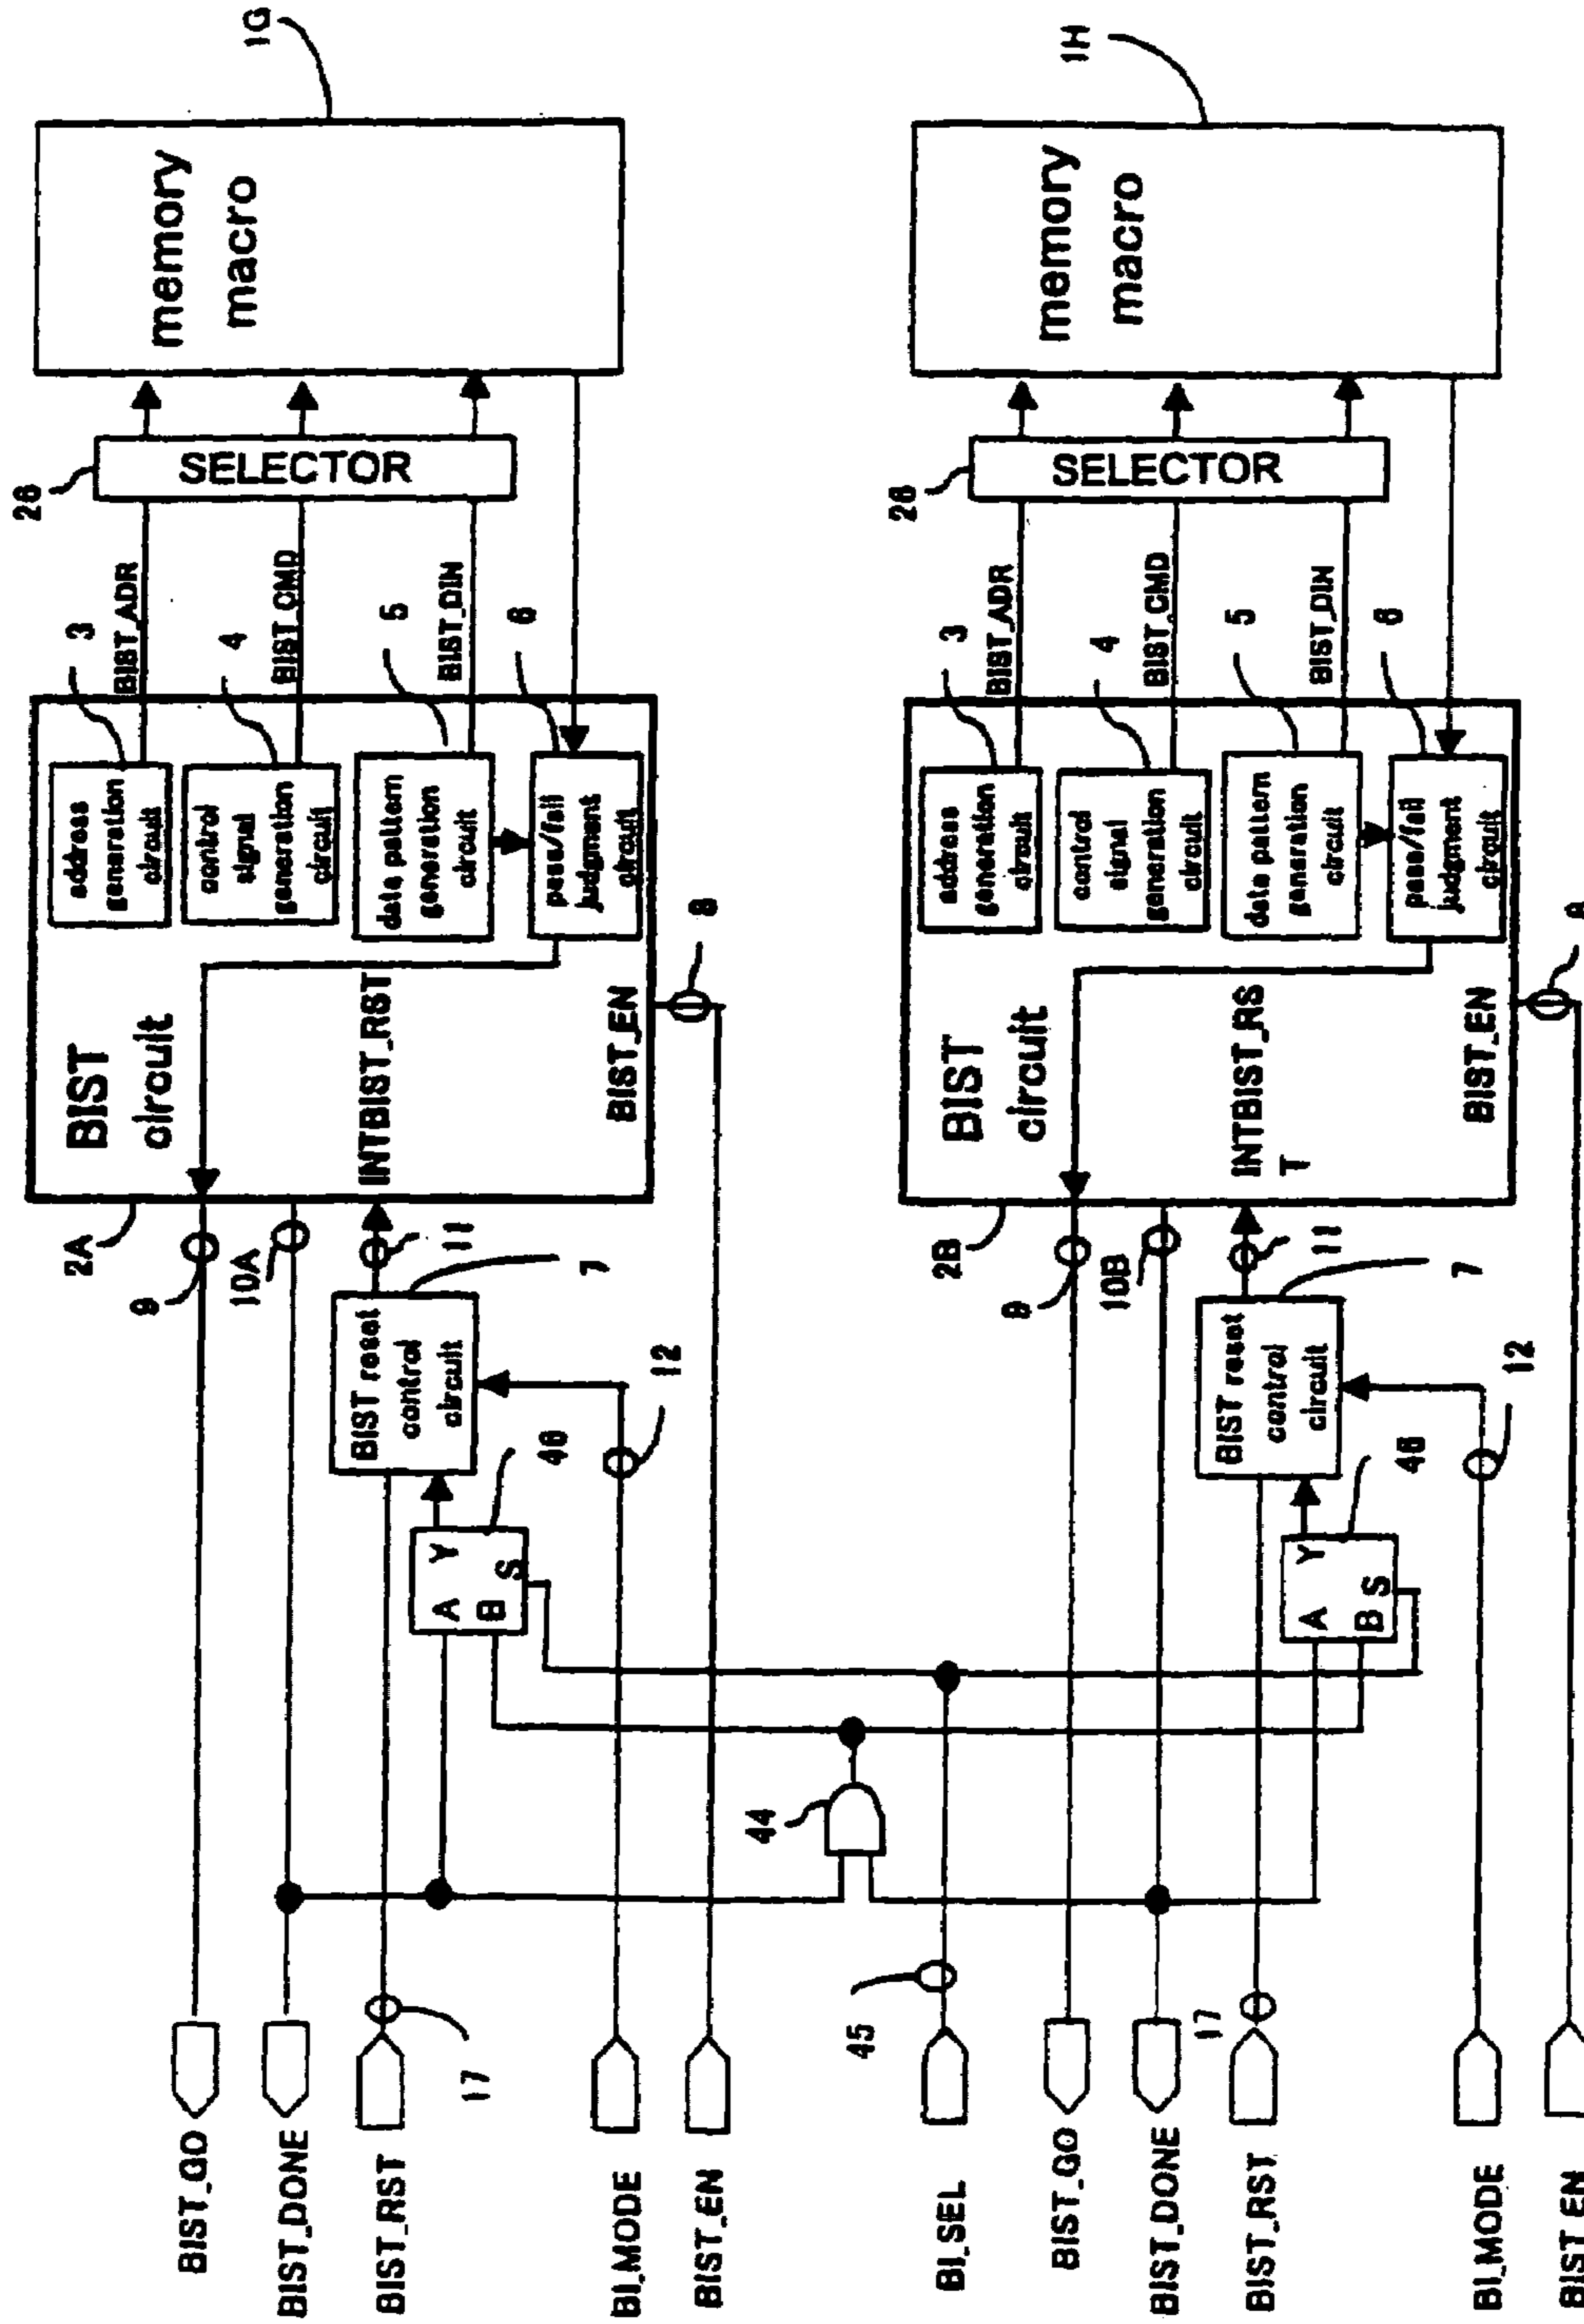 1G
memory
macro
26
SELECTOR
BIST_ADR
3
BIST_CMD
4
BIST_DIN
5
6
address
generation
circuit
control
signal
generation
circuit
data pattern
generation
circuit
pass/fail
judgment
circuit
BIST
circuit
INTBIST_RST
BIST_EN
8
2A
9
10A
11
BIST reset
control
circuit
7
12
46
A
B
Y
S
BIST_GO
BIST_DONE
BIST_RST
17
BI_MODE
BIST_EN
44
45
BI_SEL
1H
memory
macro
26
SELECTOR
BIST_ADR
3
BIST_CMD
4
BIST_DIN
5
6
address
generation
circuit
control
signal
generation
circuit
data pattern
generation
circuit
pass/fail
judgment
circuit
BIST
circuit
INTBIST_RS
T
BIST_EN
2B
9
10B
11
BIST reset
control
circuit
7
12
46
A
B
Y
S
BIST_GO
BIST_DONE
BIST_RST
17
BI_MODE
BIST_EN